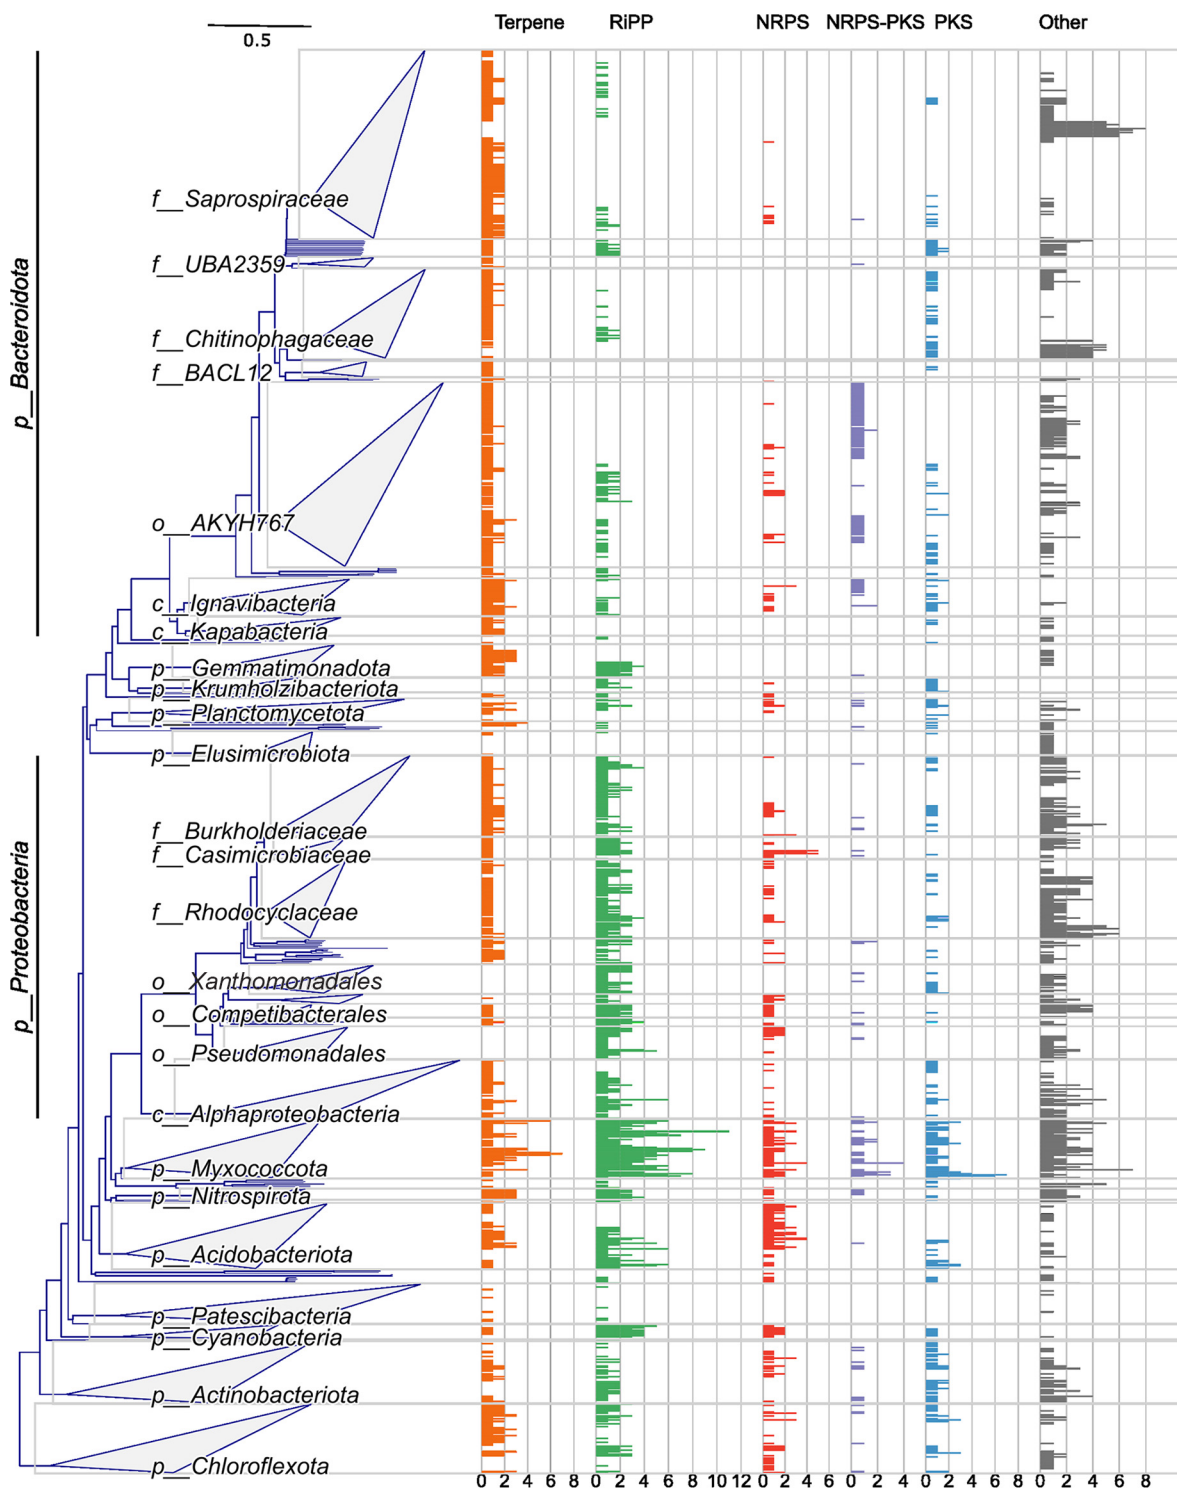 Terpene RiPP NRPS NRPS-PKS PKS Other
0.5
p__Bacteroidota
f__Saprospiraceae
f__UBA2359
f__Chitinophagaceae
f__BACL12
o__AKYH767
c__Ignavibacteria
c__Kapabacteria
p__Gemmatimonadota
p__Krumholzibacteriota
p__Planctomycetota
p__Elusimicrobiota
p__Proteobacteria
f__Burkholderiaceae
f__Casimicrobiaceae
f__Rhodocyclaceae
o__Xanthomonadales
o__Competibacterales
o__Pseudomonadales
c__Alphaproteobacteria
p__Myxococcota
p__Nitrospirota
p__Acidobacteriota
p__Patescibacteria
p__Cyanobacteria
p__Actinobacteriota
p__Chloroflexota
0 2 4 6 8 0 2 4 6 8 10 12 0 2 4 6 8 0 2 4 0 2 4 6 8 0 2 4 6 8